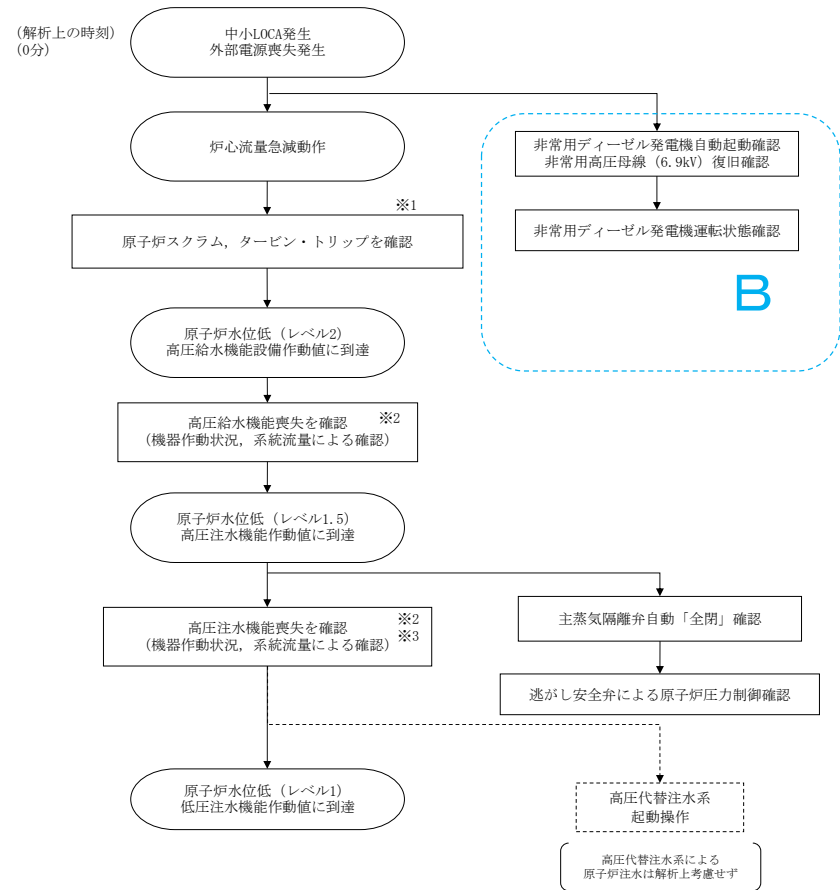 (解析上の時刻)
(0分)
中小LOCA発生
外部電源喪失発生
炉心流量急減動作
非常用ディーゼル発電機自動起動確認
非常用高圧母線(6.9kV)復旧確認
非常用ディーゼル発電機運転状態確認
B
※1
原子炉スクラム,タービン・トリップを確認
原子炉水位低(レベル2)
高圧給水機能設備作動値に到達
高圧給水機能喪失を確認
※2
(機器作動状況,系統流量による確認)
原子炉水位低(レベル1.5)
高圧注水機能作動値に到達
高圧注水機能喪失を確認
※2
(機器作動状況,系統流量による確認)
※3
主蒸気隔離弁自動「全閉」確認
逃がし安全弁による原子炉圧力制御確認
原子炉水位低(レベル1)
低圧注水機能作動値に到達
高圧代替注水系
起動操作
高圧代替注水系による
原子炉注水は解析上考慮せず